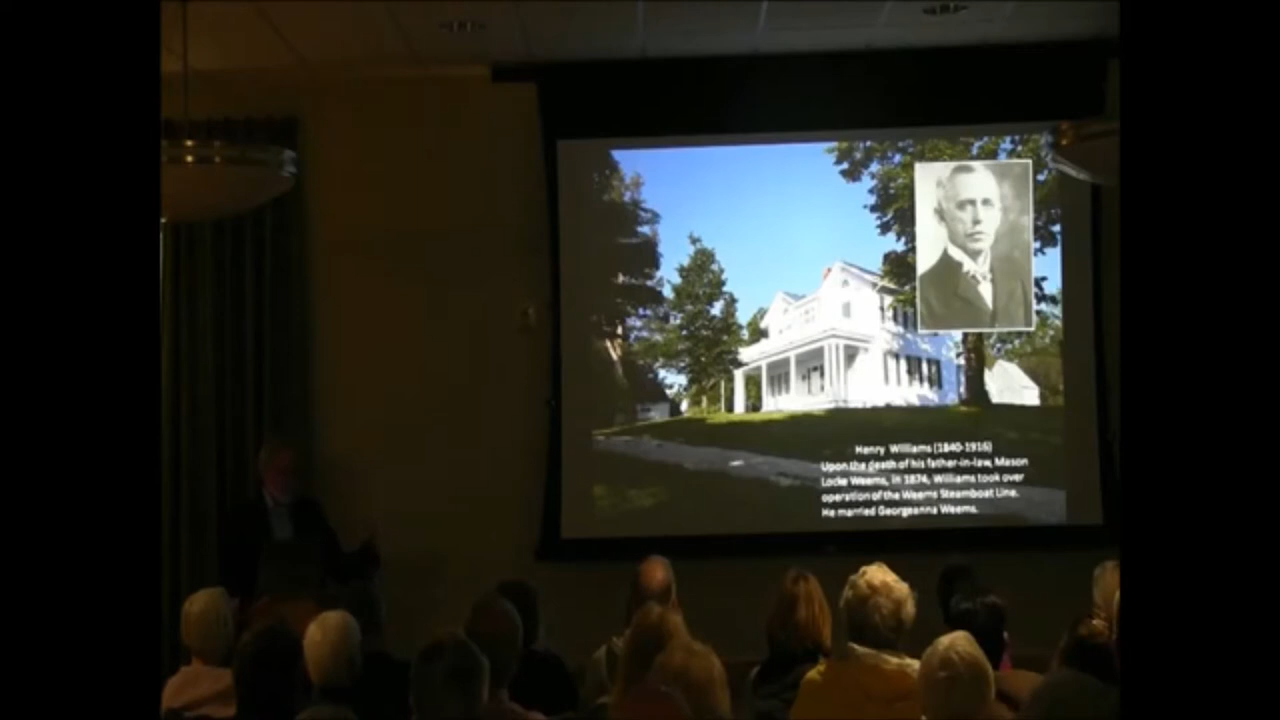 Henry Williams (1840-1916)
Upon the death of his father-in-law, Mason
Locke Weems, in 1874, Williams took over
operation of the Weems Steamboat Line.
He married Georgeanna Weems.